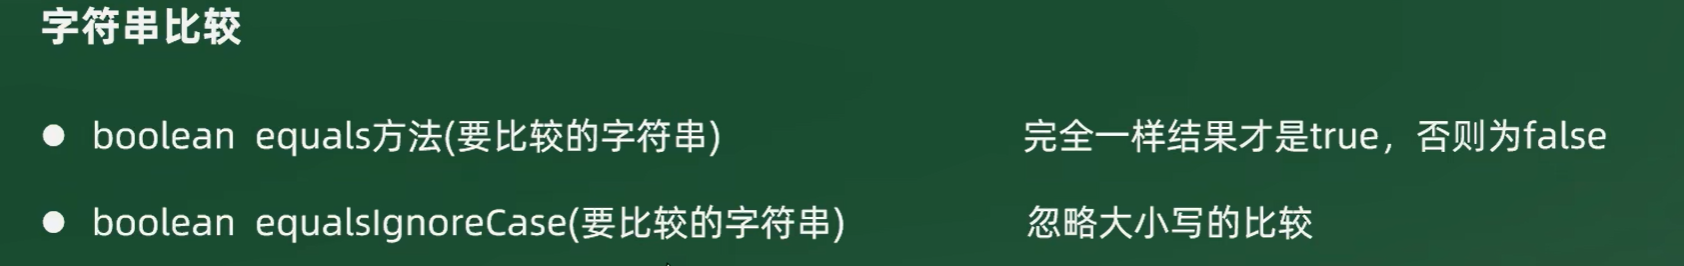 字符串比较
● boolean equals方法(要比较的字符串) 完全一样结果才是true，否则为false
● boolean equalsIgnoreCase(要比较的字符串) 忽略大小写的比较